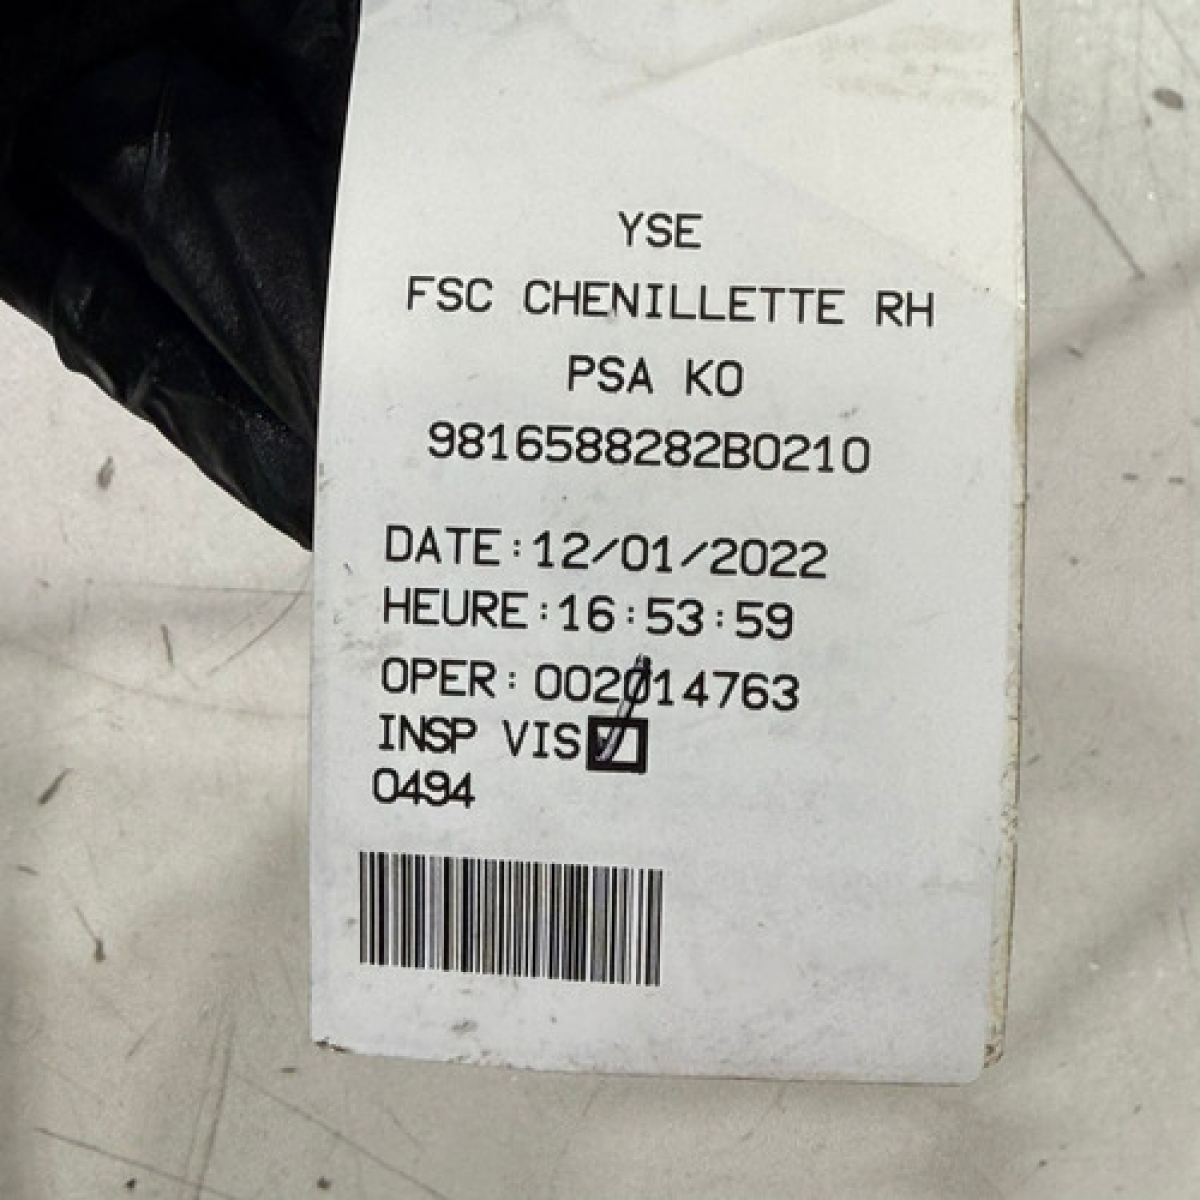 YSE
FSC CHENILLETTE RH
PSA K0
9816588282B0210
DATE:12/01/2022
HEURE:16:53:59
OPER:002014763
INSP VIS
0494